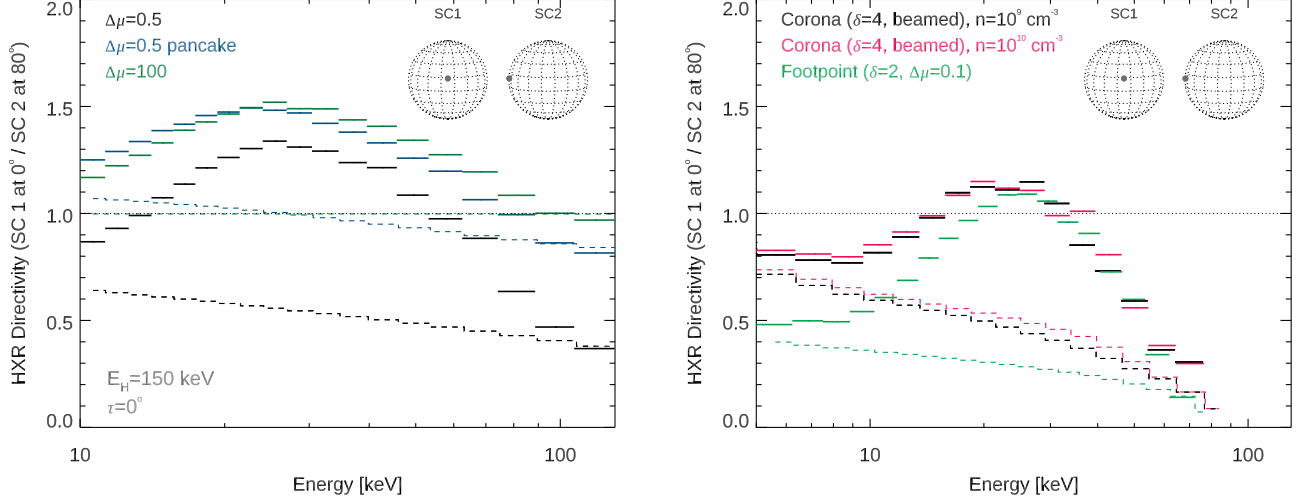 2.0
1.5
1.0
0.5
0.0
HXR Directivity (SC 1 at 0° / SC 2 at 80°)
Δμ=0.5
Δμ=0.5 pancake
Δμ=100
SC1 SC2
E_H=150 keV
τ=0°
10 100
Energy [keV]
2.0
1.5
1.0
0.5
0.0
HXR Directivity (SC 1 at 0° / SC 2 at 80°)
Corona (δ=4, beamed), n=10⁹ cm⁻³
Corona (δ=4, beamed), n=10¹⁰ cm⁻³
Footpoint (δ=2, Δμ=0.1)
SC1 SC2
10 100
Energy [keV]